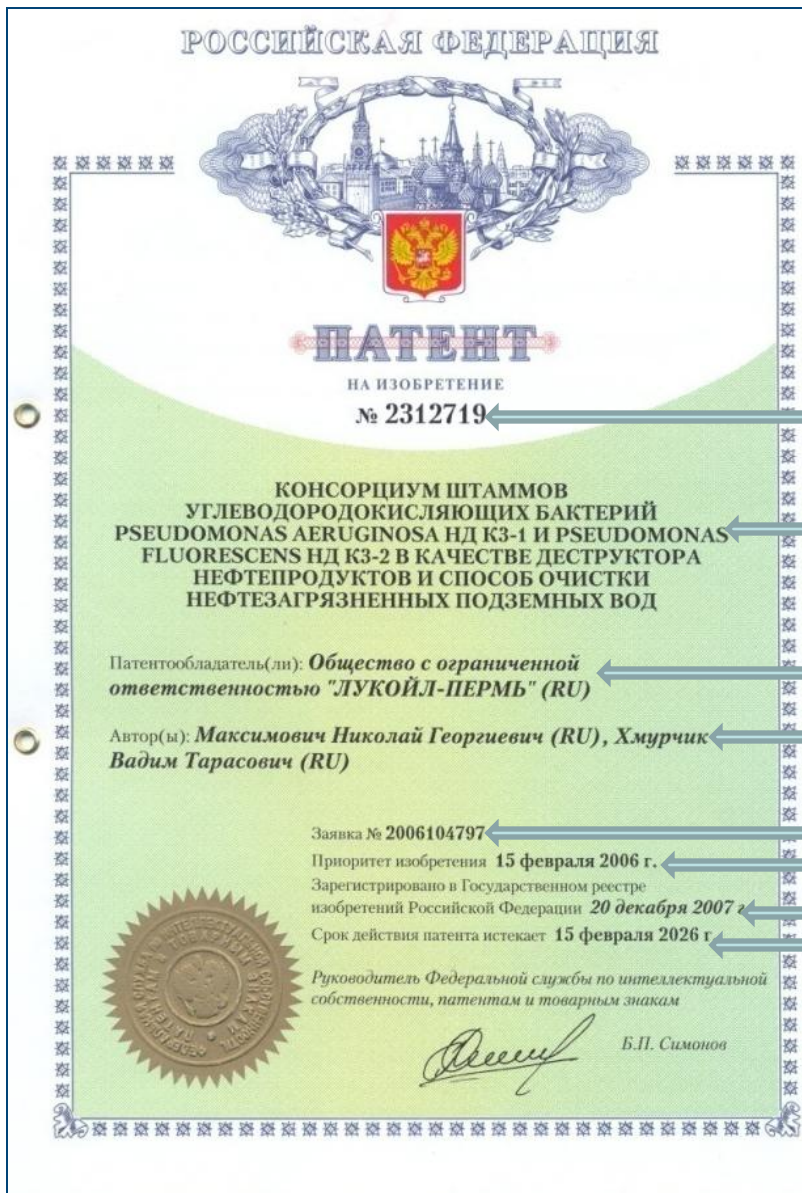 РОССИЙСКАЯ ФЕДЕРАЦИЯ
ПАТЕНТ
НА ИЗОБРЕТЕНИЕ
№ 2312719
КОНСОРЦИУМ ШТАММОВ
УГЛЕВОДОРОДОКИСЛЯЮЩИХ БАКТЕРИЙ
PSEUDOMONAS AERUGINOSA НД К3-1 И PSEUDOMONAS
FLUORESCENS НД К3-2 В КАЧЕСТВЕ ДЕСТРУКТОРА
НЕФТЕПРОДУКТОВ И СПОСОБ ОЧИСТКИ
НЕФТЕЗАГРЯЗНЕННЫХ ПОДЗЕМНЫХ ВОД
Патентообладатель(ли): Общество с ограниченной
ответственностью "ЛУКОЙЛ-ПЕРМЬ" (RU)
Автор(ы): Максимович Николай Георгиевич (RU), Хмурчик
Вадим Тарасович (RU)
Заявка № 2006104797
Приоритет изобретения 15 февраля 2006 г.
Зарегистрировано в Государственном реестре
изобретений Российской Федерации 20 декабря 2007 г
Срок действия патента истекает 15 февраля 2026 г
Руководитель Федеральной службы по интеллектуальной
собственности, патентам и товарным знакам
Б.П. Симонов